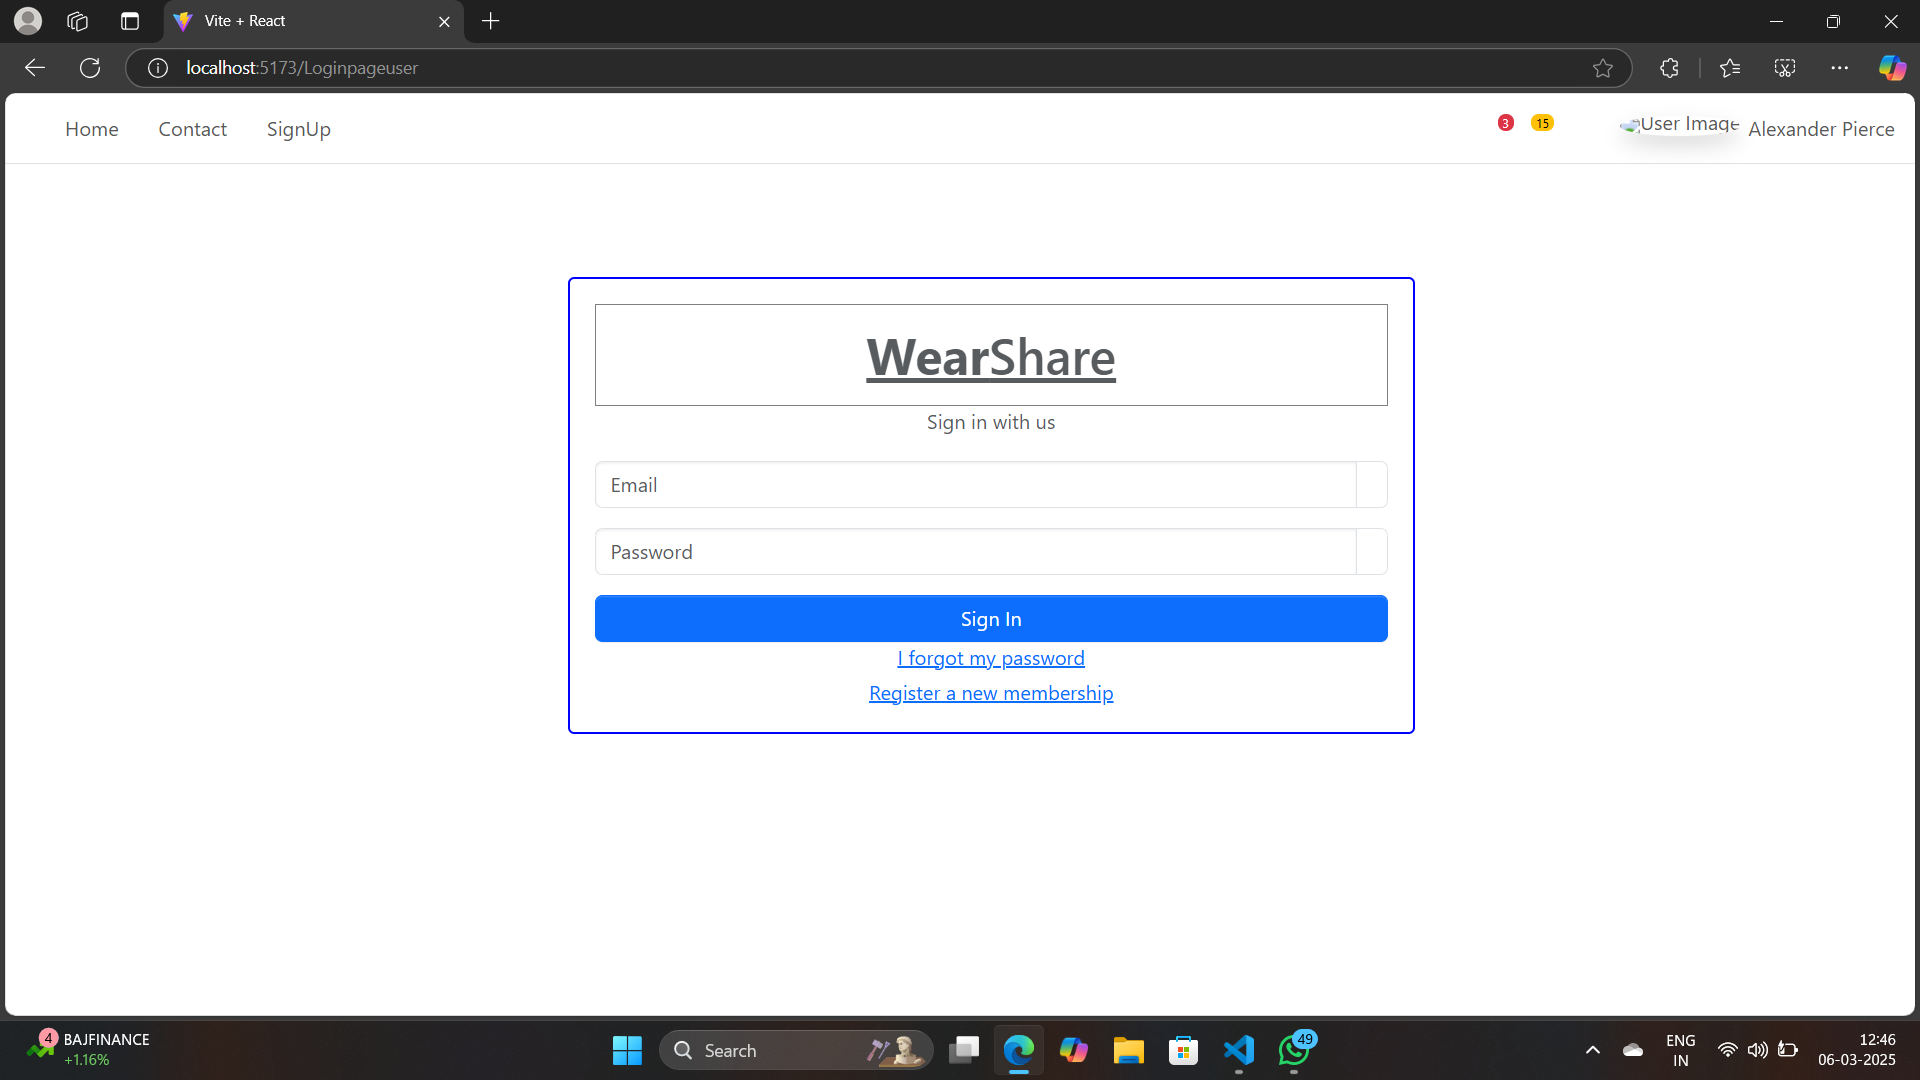 Vite + React
localhost:5173/Loginpageuser
Home Contact SignUp 3 15 User Image Alexander Pierce
WearShare
Sign in with us
Email
Password
Sign In
I forgot my password
Register a new membership
4 BAJFINANCE
+1.16%
Search
49
ENG
IN
12:46
06-03-2025